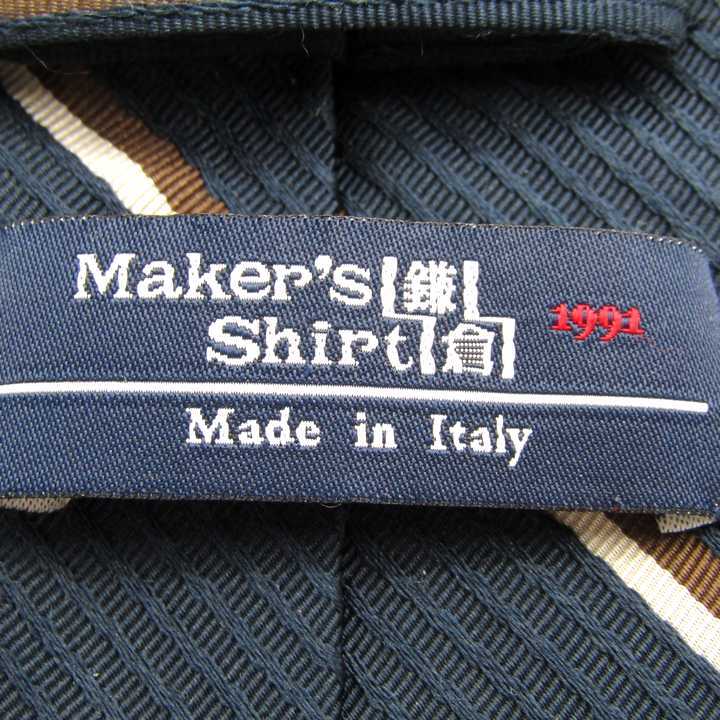 Maker's 鎌 1991
Shirt 倉
Made in Italy